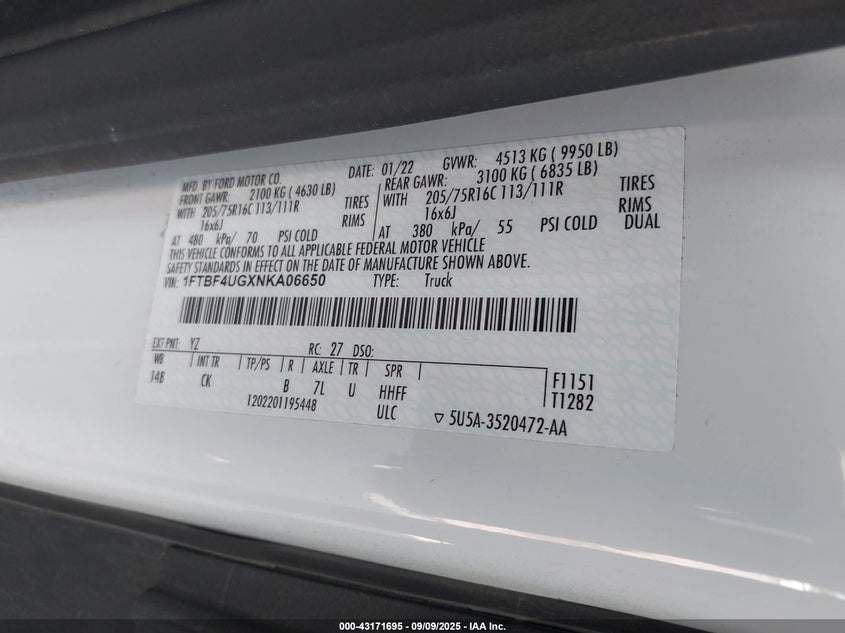 MFD. BY FORD MOTOR CO. DATE: 01/22 GVWR: 4513 KG ( 9950 LB)
FRONT GAWR: 2100 KG ( 4630 LB) REAR GAWR: 3100 KG ( 6835 LB)
WITH 205/75R16C 113/111R TIRES WITH 205/75R16C 113/111R TIRES
16x6J RIMS 16x6J RIMS
AT 480 kPa/ 70 PSI COLD AT 380 kPa/ 55 PSI COLD DUAL
THIS VEHICLE CONFORMS TO ALL APPLICABLE FEDERAL MOTOR VEHICLE
SAFETY STANDARDS IN EFFECT ON THE DATE OF MANUFACTURE SHOWN ABOVE.
VIN: 1FTBF4UGXNKA06650 TYPE: Truck
EXT PNT: YZ RC: 27 DSO:
WB INT TR TP/PS R AXLE TR SPR
14B CK B 7L U HHFF F1151
1202201195448 ULC T1282
▽ 5U5A-3520472-AA
000-43171695 - 09/09/2025 - IAA Inc.